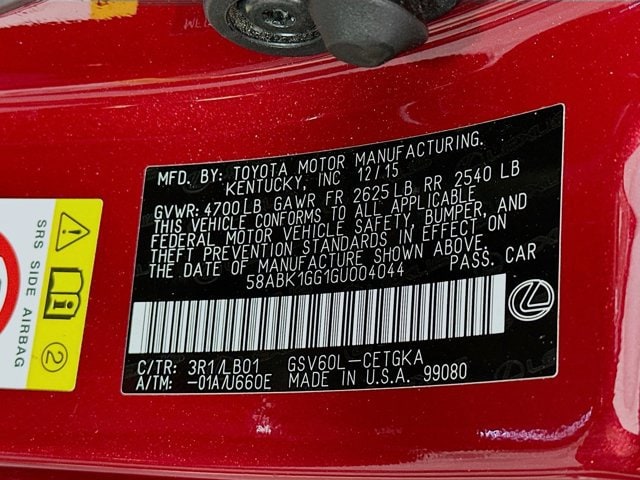 MFD. BY: TOYOTA MOTOR MANUFACTURING.
KENTUCKY, INC 12/15
GVWR: 4700LB GAWR FR 2625LB RR 2540 LB
THIS VEHICLE CONFORMS TO ALL APPLICABLE
FEDERAL MOTOR VEHICLE SAFETY, BUMPER, AND
THEFT PREVENTION STANDARDS IN EFFECT ON
THE DATE OF MANUFACTURE SHOWN ABOVE.
58ABK1GG1GU004044 PASS. CAR
C/TR: 3R1/LB01 GSV60L-CETGKA
A/TM: -01A/U660E MADE IN U.S.A. 99080
SRS SIDE AIRBAG
2